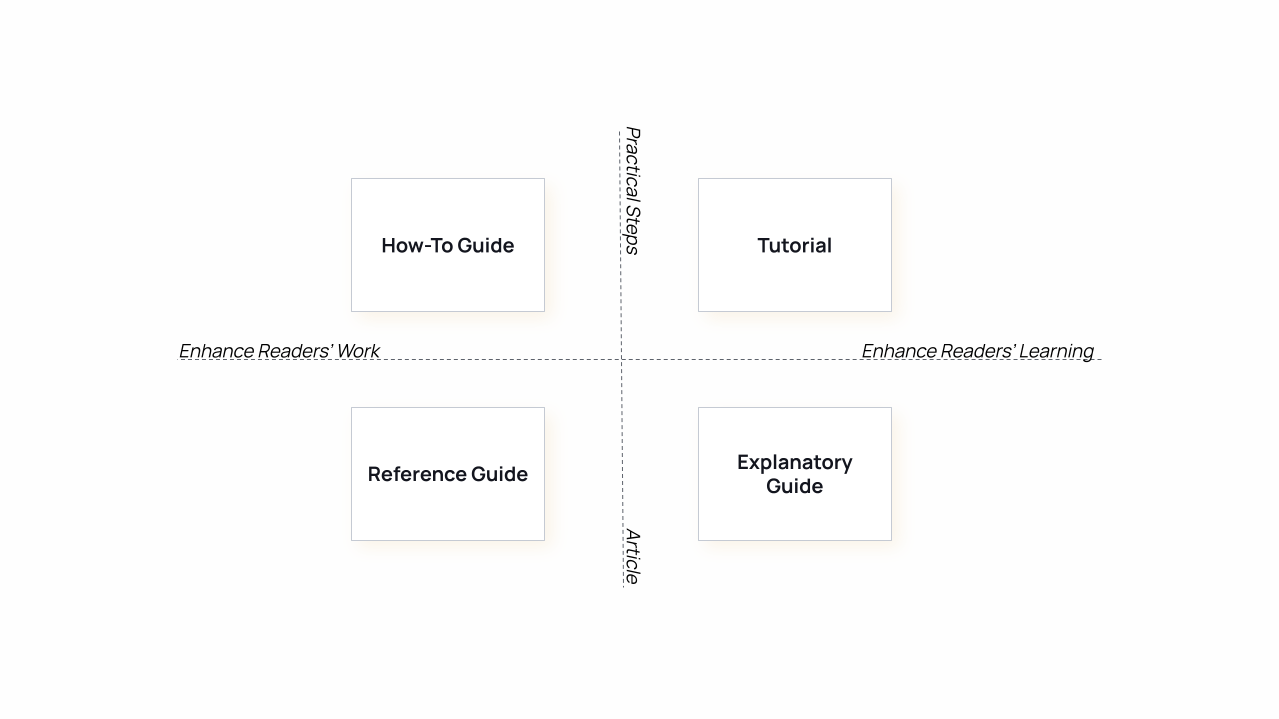 Practical Steps
How-To Guide
Tutorial
Enhance Readers’ Work
Enhance Readers’ Learning
Reference Guide
Explanatory
Guide
Article